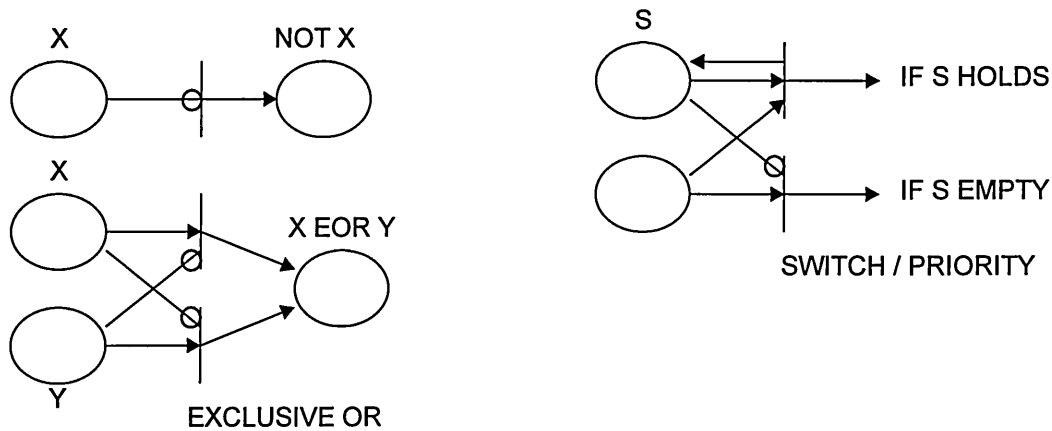 X
NOT X
X
X EOR Y
Y
EXCLUSIVE OR
S
IF S HOLDS
IF S EMPTY
SWITCH / PRIORITY